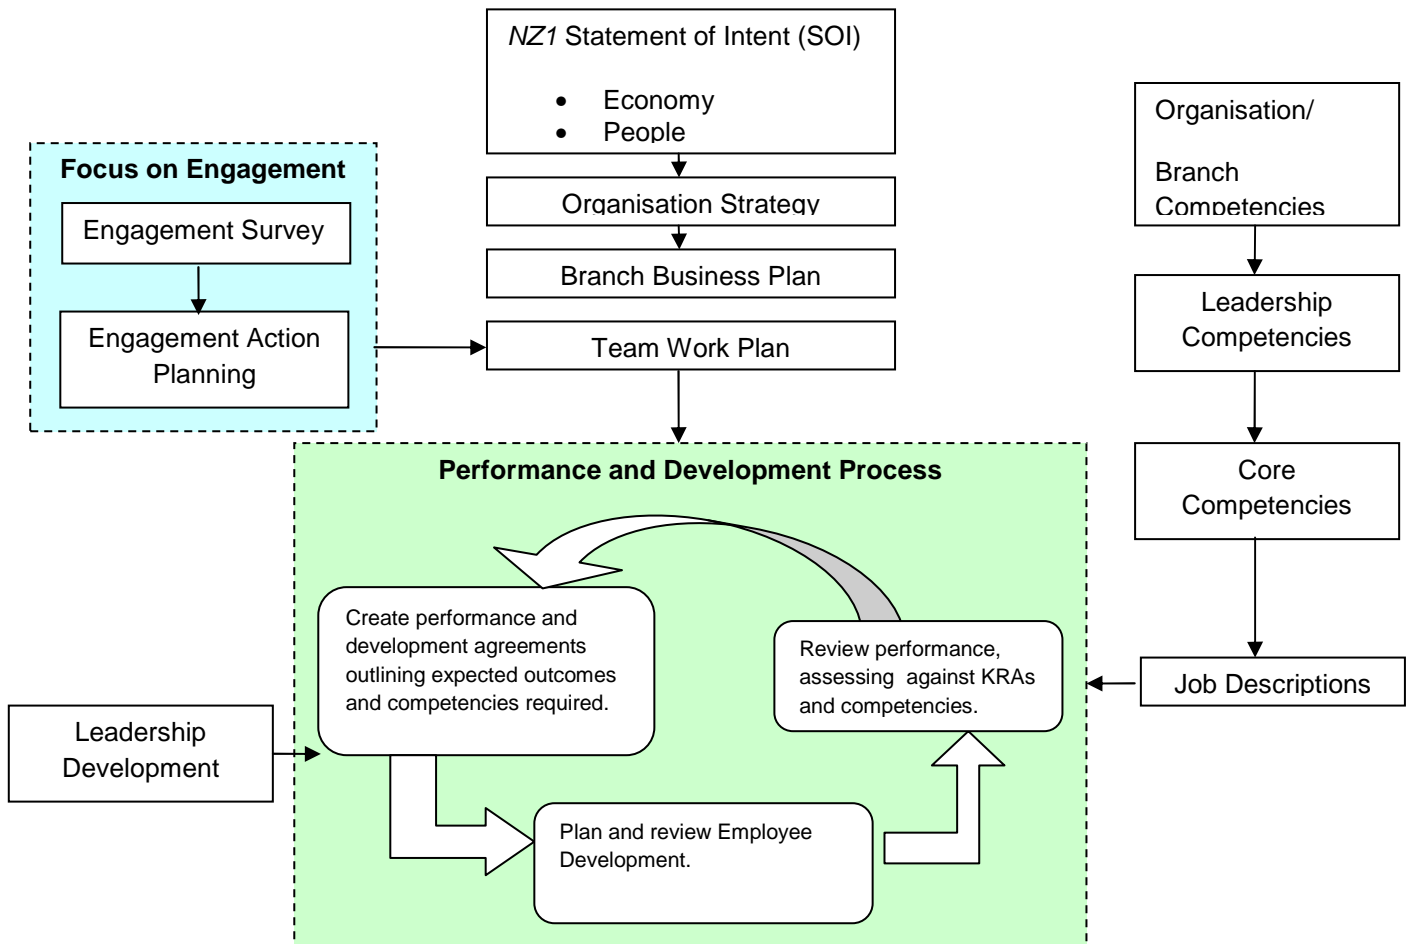 NZ1 Statement of Intent (SOI)
• Economy
• People
Organisation Strategy
Branch Business Plan
Team Work Plan
Focus on Engagement
Engagement Survey
Engagement Action
Planning
Organisation/
Branch
Competencies
Leadership
Competencies
Core
Competencies
Job Descriptions
Performance and Development Process
Create performance and
development agreements
outlining expected outcomes
and competencies required.
Review performance,
assessing against KRAs
and competencies.
Plan and review Employee
Development.
Leadership
Development